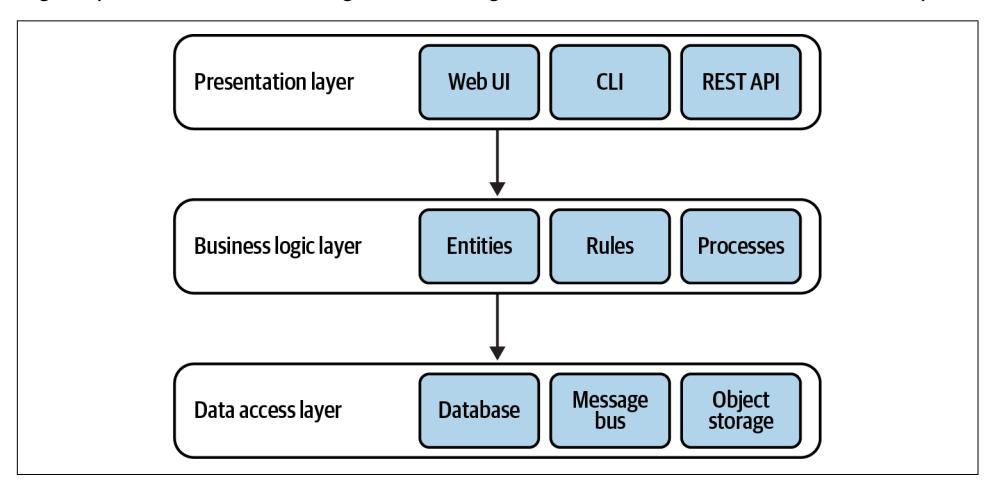 Presentation layer
Web UI
CLI
REST API
Business logic layer
Entities
Rules
Processes
Data access layer
Database
Message
bus
Object
storage